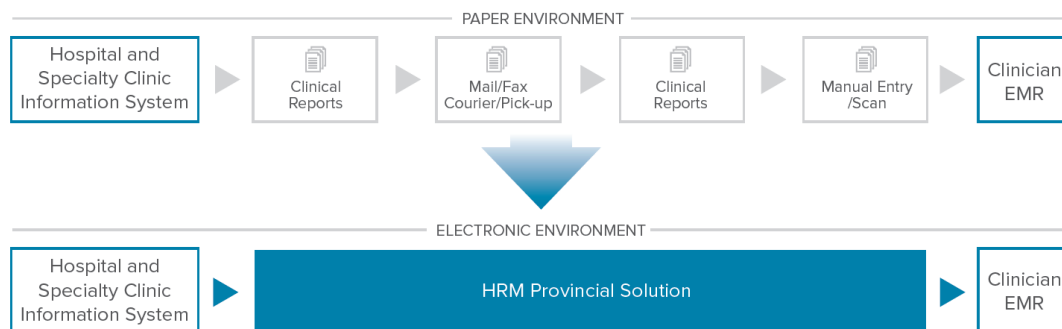 PAPER ENVIRONMENT
Hospital and
Specialty Clinic
Information System
Clinical
Reports
Mail/Fax
Courier/Pick-up
Clinical
Reports
Manual Entry
/Scan
Clinician
EMR
ELECTRONIC ENVIRONMENT
Hospital and
Specialty Clinic
Information System
HRM Provincial Solution
Clinician
EMR